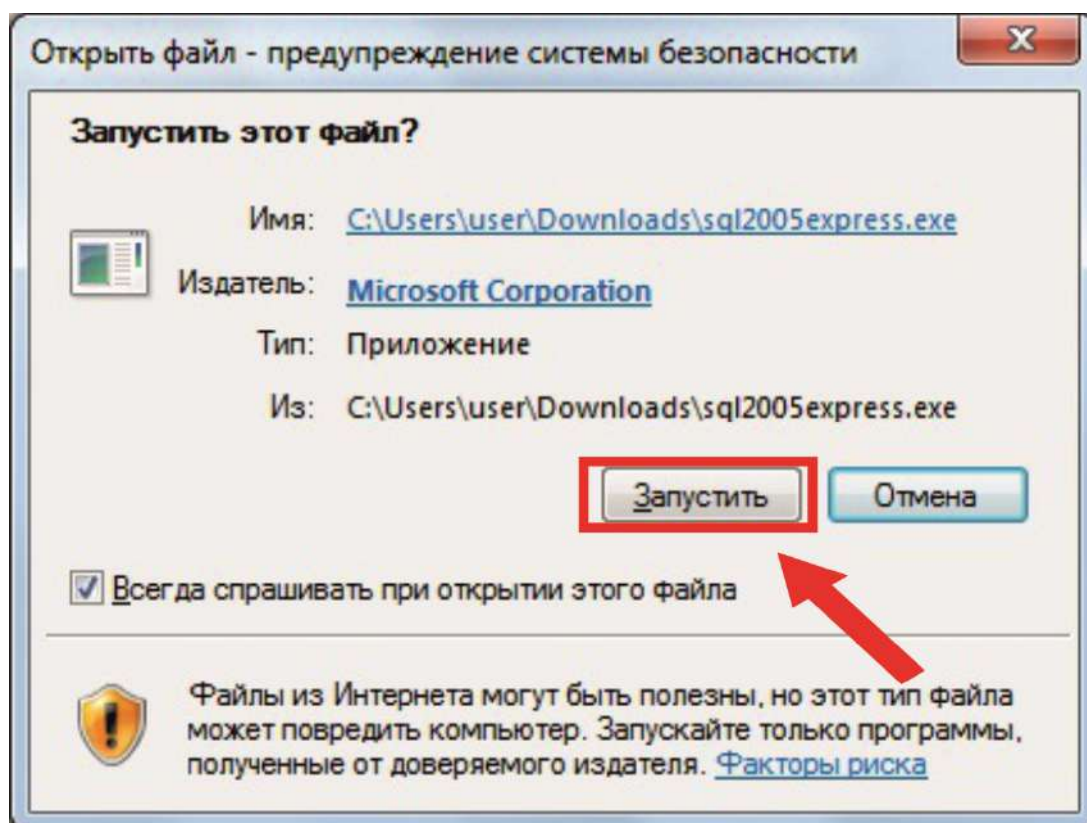 Открыть файл - предупреждение системы безопасности
Запустить этот файл?
Имя: C:\Users\user\Downloads\sql2005express.exe
Издатель: Microsoft Corporation
Тип: Приложение
Из: C:\Users\user\Downloads\sql2005express.exe
Запустить Отмена
Всегда спрашивать при открытии этого файла
Файлы из Интернета могут быть полезны, но этот тип файла
может повредить компьютер. Запускайте только программы,
полученные от доверяемого издателя. Факторы риска